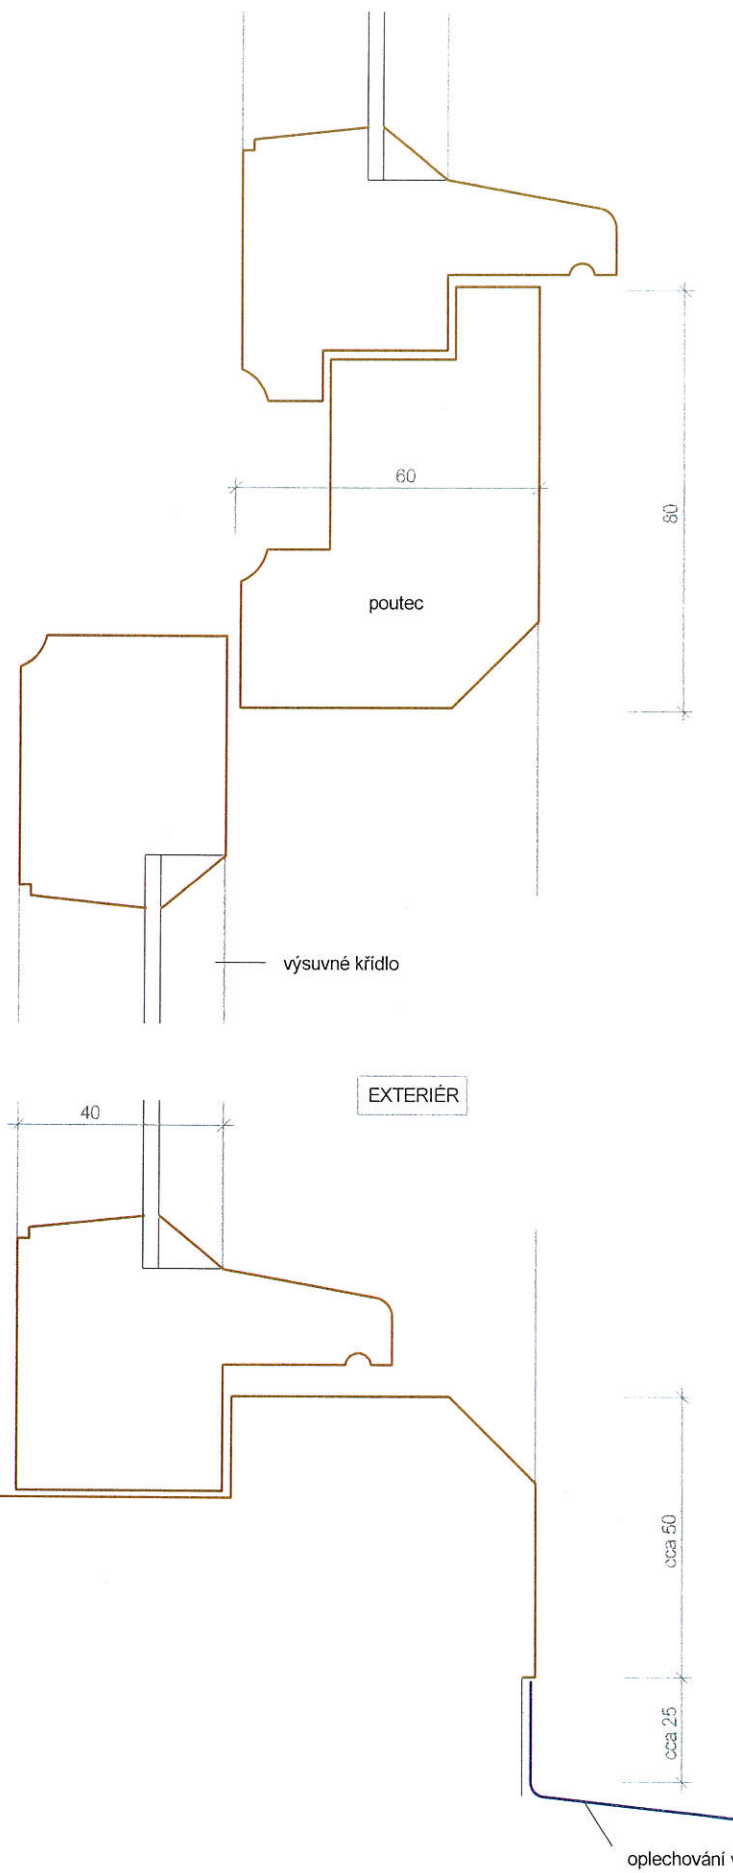 60
80
poutec
výsuvné křídlo
EXTERIÉR
40
cca 50
cca 25
oplechování